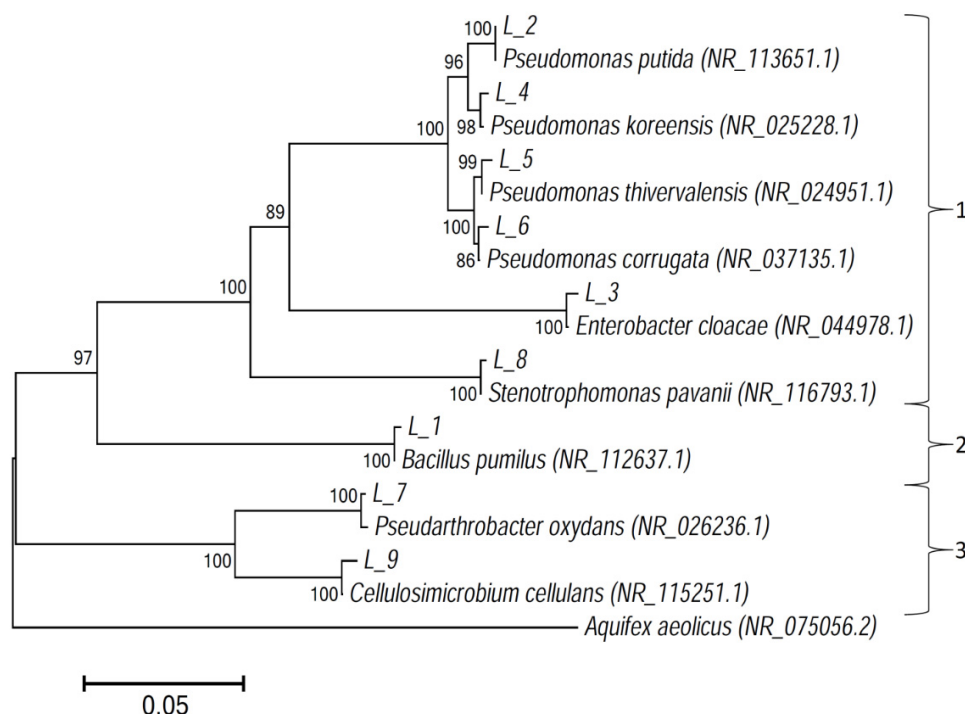 L_2
100
Pseudomonas putida (NR_113651.1)
96
L_4
98
Pseudomonas koreensis (NR_025228.1)
100
L_5
99
Pseudomonas thivervalensis (NR_024951.1)
1
89
L_6
100
86
Pseudomonas corrugata (NR_037135.1)
100
L_3
100
Enterobacter cloacae (NR_044978.1)
97
L_8
100
Stenotrophomonas pavanii (NR_116793.1)
L_1
2
100
Bacillus pumilus (NR_112637.1)
100
L_7
Pseudarthrobacter oxydans (NR_026236.1)
3
100
L_9
100
Cellulosimicrobium cellulans (NR_115251.1)
Aquifex aeolicus (NR_075056.2)
0.05